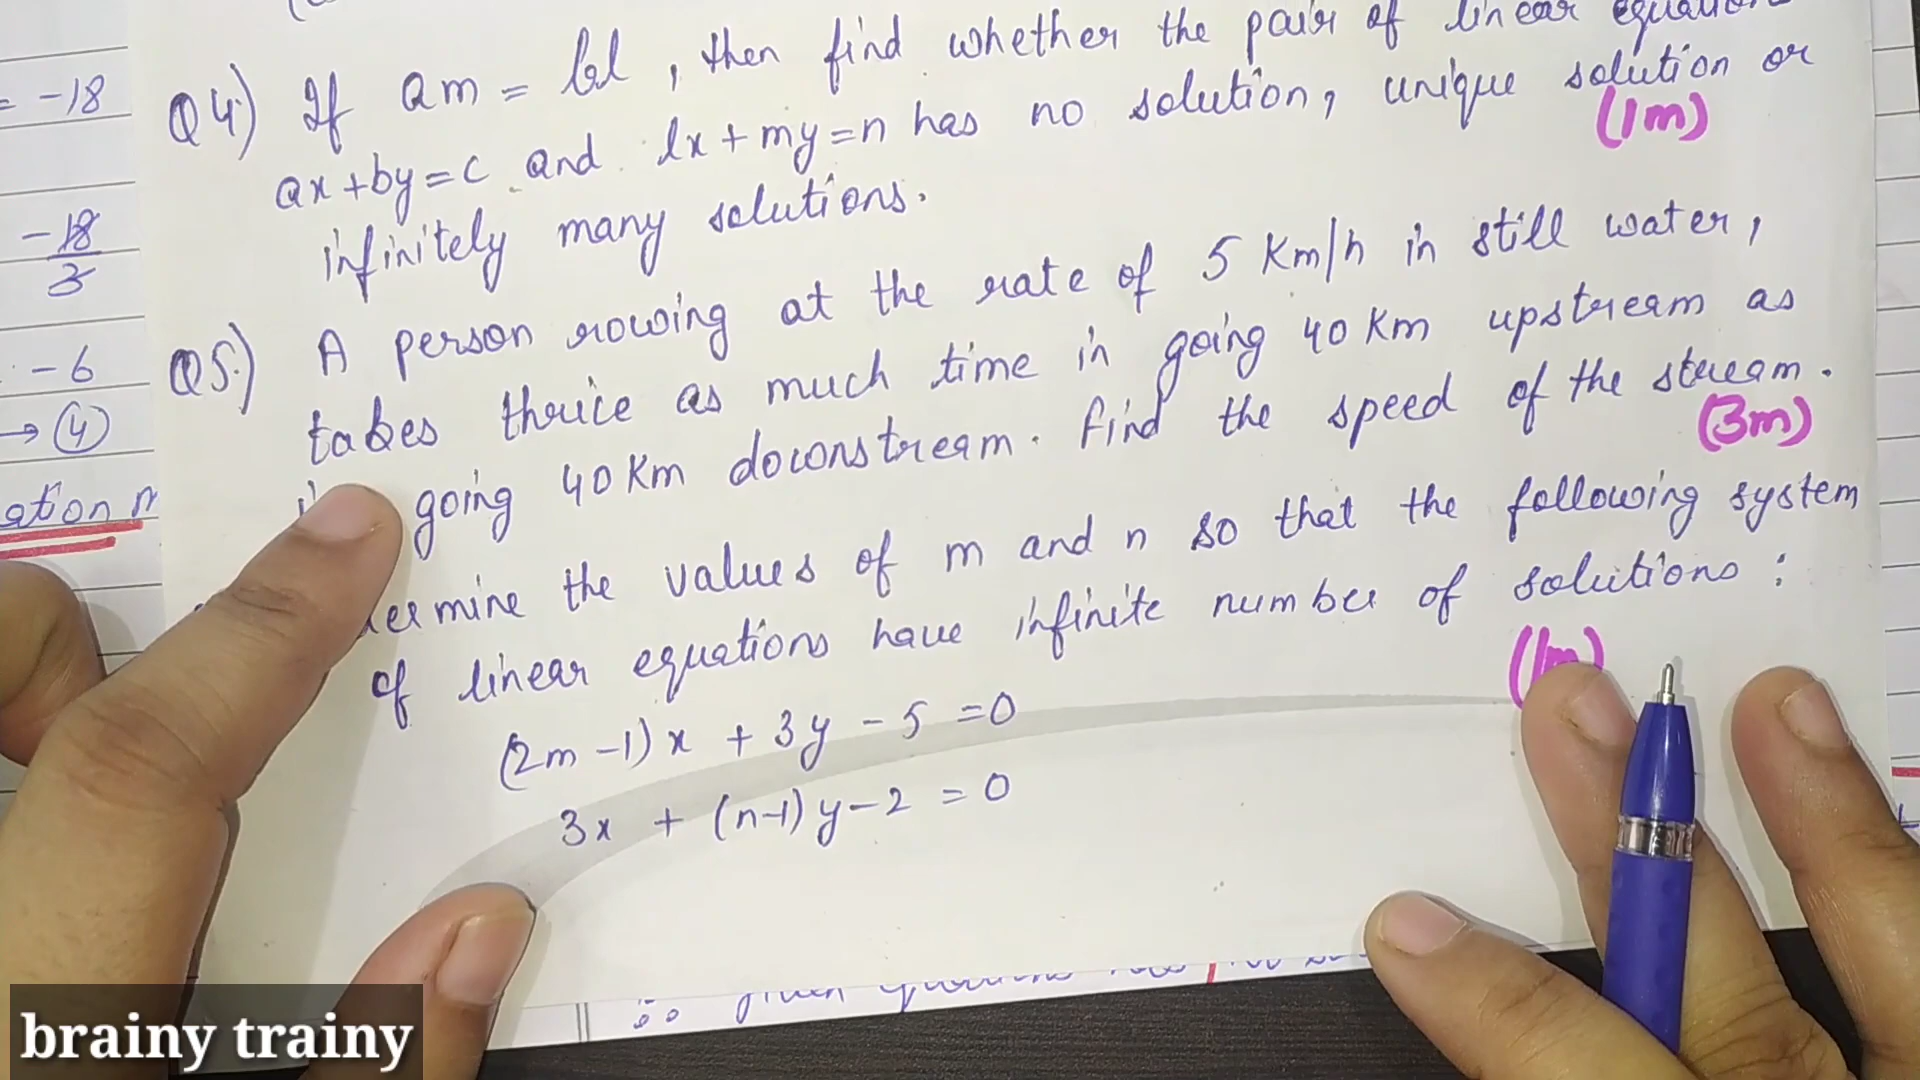 = -18
-18
3
- 6
→ 4
ation
Q4) If am = bl, then find whether the pair of linear
ax+by=c and lx+my=n has no solution, unique solution or
infinitely many solutions. (1m)
Q5.) A person rowing at the rate of 5 Km/h in still water,
takes thrice as much time in going 40 Km upstream as
going 40 Km downstream. find the speed of the stream.
(3m)
ermine the values of m and n so that the following system
of linear equations have infinite number of solutions :
(1m)
(2m -1)x + 3y - 5 = 0
3x + (n-1)y - 2 = 0
brainy trainy